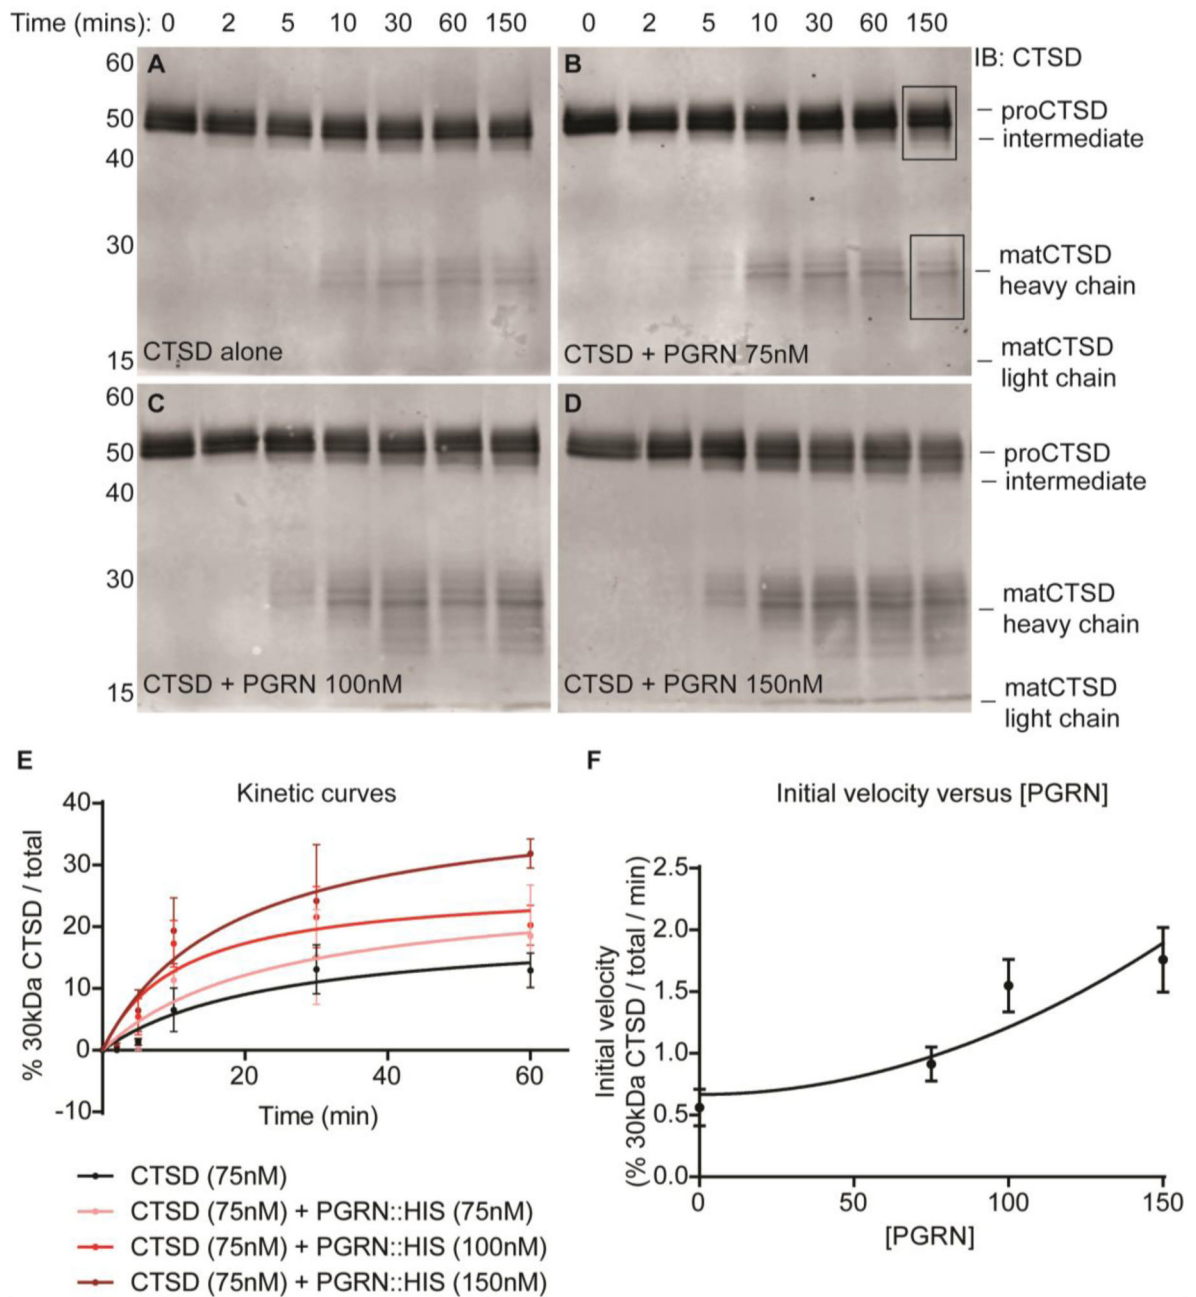 Time (mins): 0 2 5 10 30 60 150 0 2 5 10 30 60 150
IB: CTSD
60 A B
50
40
30
15
CTSD alone
CTSD + PGRN 75nM
proCTSD
intermediate
matCTSD
heavy chain
matCTSD
light chain
60 C D
50
40
30
15
CTSD + PGRN 100nM
CTSD + PGRN 150nM
proCTSD
intermediate
matCTSD
heavy chain
matCTSD
light chain
E
Kinetic curves
% 30kDa CTSD / total
40
30
20
10
0
-10
20 40 60
Time (min)
CTSD (75nM)
CTSD (75nM) + PGRN::HIS (75nM)
CTSD (75nM) + PGRN::HIS (100nM)
CTSD (75nM) + PGRN::HIS (150nM)
F
Initial velocity versus [PGRN]
Initial velocity
(% 30kDa CTSD / total / min)
2.5
2.0
1.5
1.0
0.5
0.0
0 50 100 150
[PGRN]